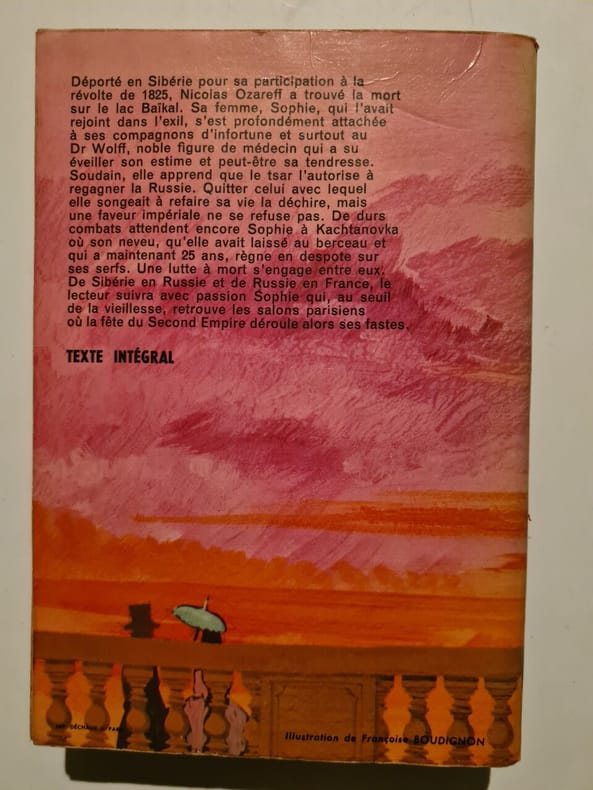 Déporté en Sibérie pour sa participation à la
révolte de 1825, Nicolas Ozareff a trouvé la mort
sur le lac Baïkal. Sa femme, Sophie, qui l'avait
rejoint dans l'exil, s'est profondément attachée
à ses compagnons d'infortune et surtout au
Dr Wolff, noble figure de médecin qui a su
éveiller son estime et peut-être sa tendresse.
Soudain, elle apprend que le tsar l'autorise à
regagner la Russie. Quitter celui avec lequel
elle songeait à refaire sa vie la déchire, mais
une faveur impériale ne se refuse pas. De durs
combats attendent encore Sophie à Kachtanovka
où son neveu, qu'elle avait laissé au berceau et
qui a maintenant 25 ans, règne en despote sur
ses serfs. Une lutte à mort s'engage entre eux.
De Sibérie en Russie et de Russie en France, le
lecteur suivra avec passion Sophie qui, au seuil
de la vieillesse, retrouve les salons parisiens
où la fête du Second Empire déroule alors ses fastes.
TEXTE INTÉGRAL
Illustration de Françoise BOUDIGNON